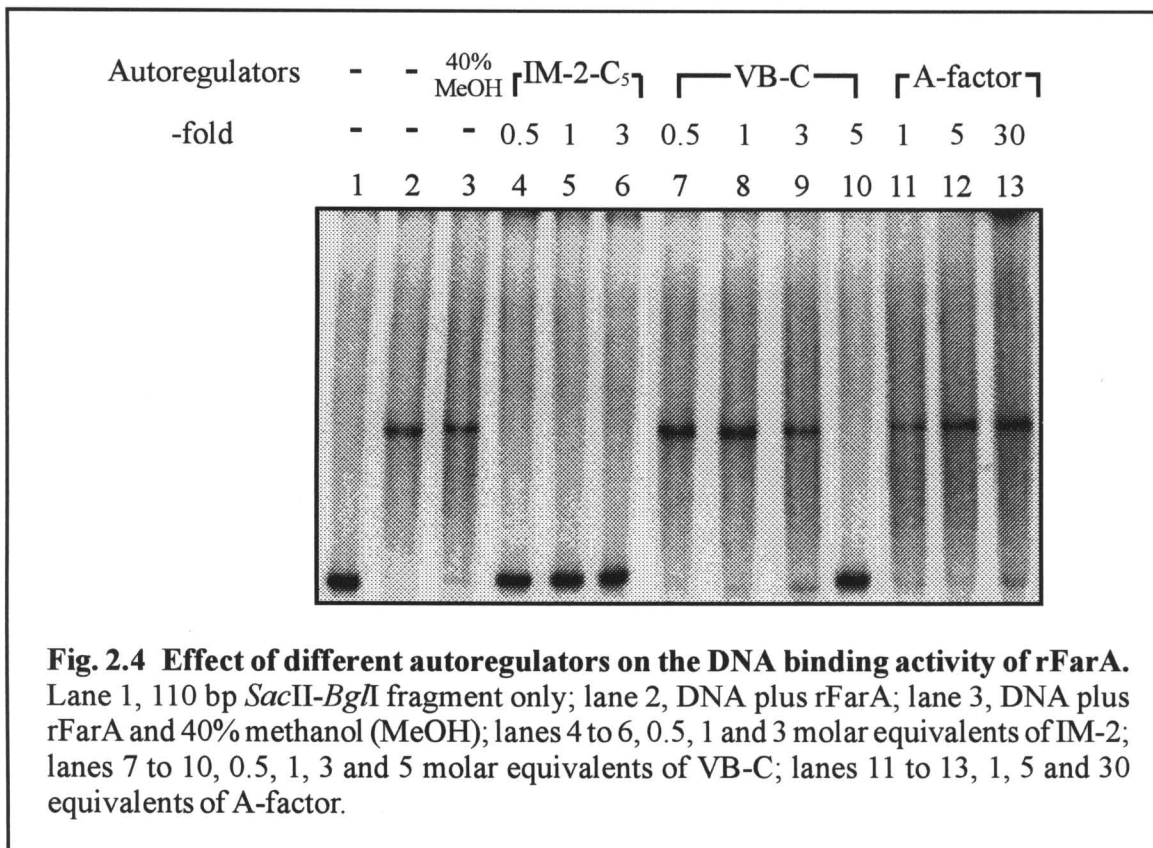 Autoregulators - - 40% MeOH IM-2-C₅ VB-C A-factor
-fold - - - 0.5 1 3 0.5 1 3 5 1 5 30
1 2 3 4 5 6 7 8 9 10 11 12 13
Fig. 2.4 Effect of different autoregulators on the DNA binding activity of rFarA.
Lane 1, 110 bp SacII-BglI fragment only; lane 2, DNA plus rFarA; lane 3, DNA plus
rFarA and 40% methanol (MeOH); lanes 4 to 6, 0.5, 1 and 3 molar equivalents of IM-2;
lanes 7 to 10, 0.5, 1, 3 and 5 molar equivalents of VB-C; lanes 11 to 13, 1, 5 and 30
equivalents of A-factor.